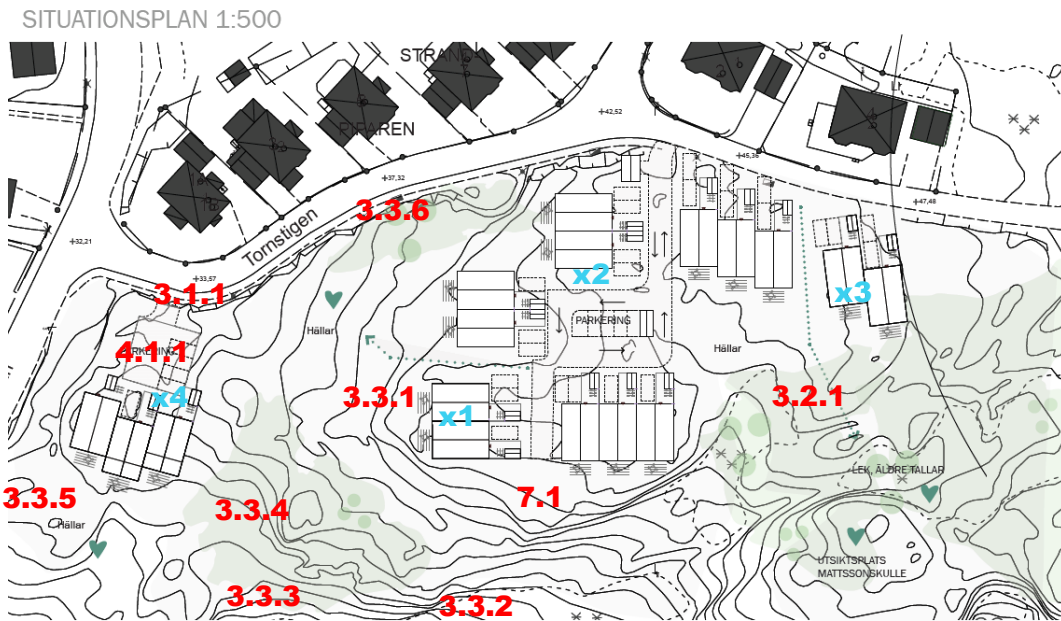 SITUATIONSPLAN 1:500
STRAND
PIPAREN
+42,52
+45,36
+37,32
+47,48
+32,21
+33,57
Tornstigen
3.3.6
3.1.1
x2
x3
Hällar
PARKERING
Hällar
4.1.1
x4
3.3.1
x1
3.2.1
LEK, ÄLDRE TALLAR
3.3.5
Hällar
3.3.4
7.1
UTSIKTSPLATS
MATTSSONSKULLE
3.3.3
3.3.2